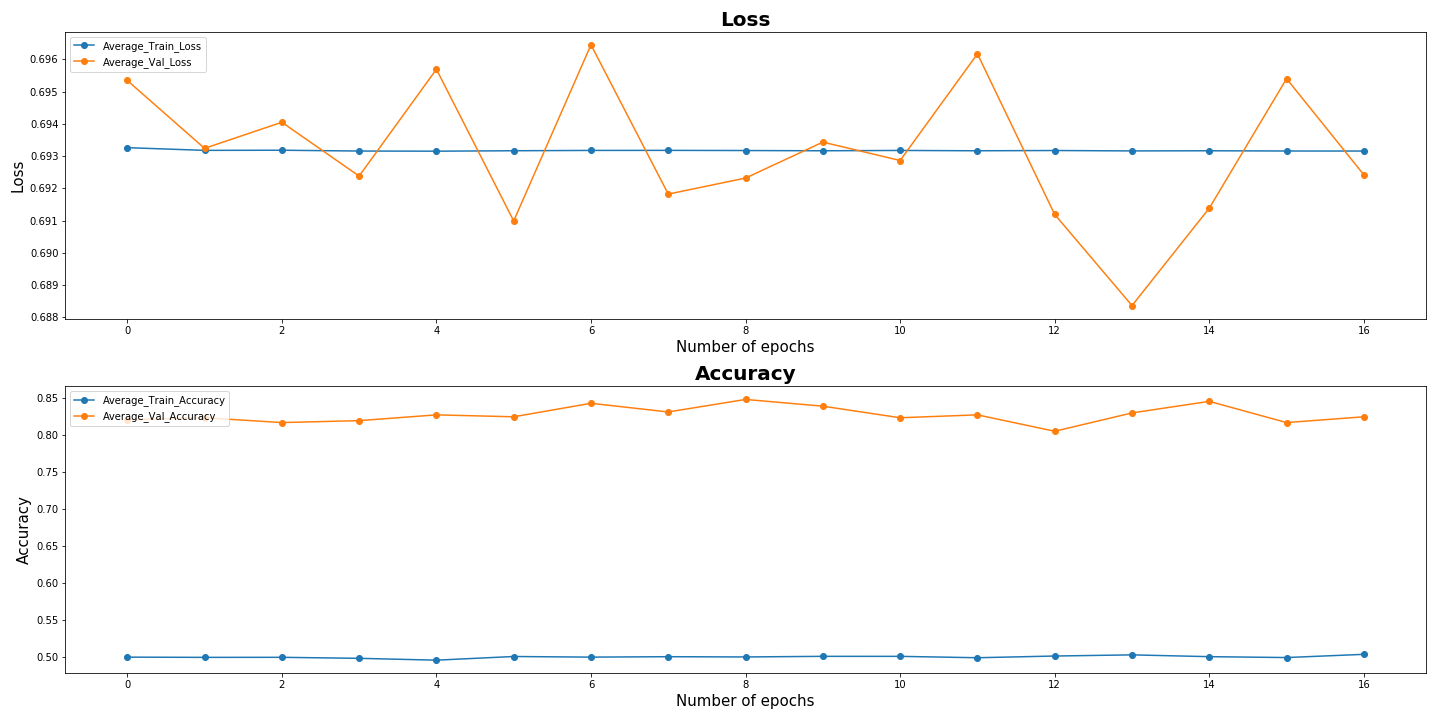 Loss
Average_Train_Loss
Average_Val_Loss
0.696
0.695
0.694
0.693
0.692
0.691
0.690
0.689
0.688
Loss
0 2 4 6 8 10 12 14 16
Number of epochs
Accuracy
Average_Train_Accuracy
Average_Val_Accuracy
0.85
0.80
0.75
0.70
0.65
0.60
0.55
0.50
Accuracy
0 2 4 6 8 10 12 14 16
Number of epochs